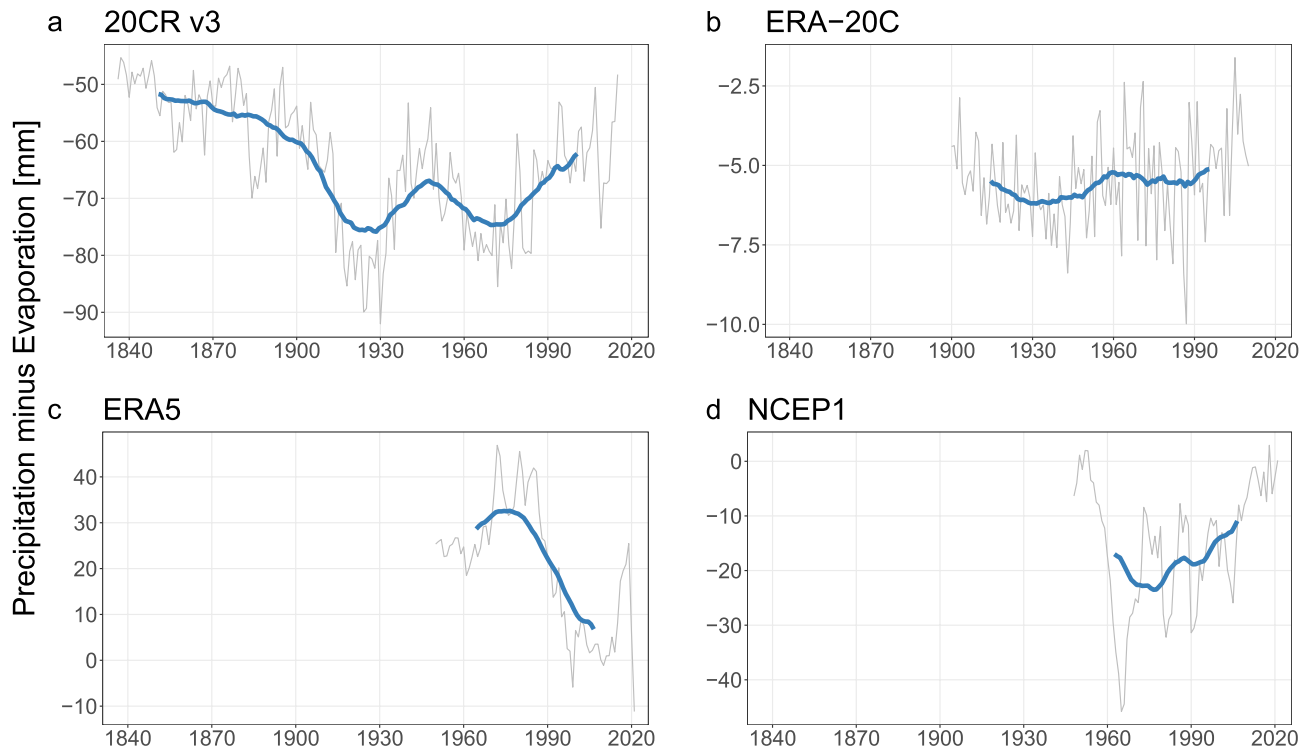 a 20CR v3
b ERA−20C
Precipitation minus Evaporation [mm]
−50
−60
−70
−80
−90
1840 1870 1900 1930 1960 1990 2020
−2.5
−5.0
−7.5
−10.0
1840 1870 1900 1930 1960 1990 2020
c ERA5
d NCEP1
40
30
20
10
0
−10
1840 1870 1900 1930 1960 1990 2020
0
−10
−20
−30
−40
1840 1870 1900 1930 1960 1990 2020